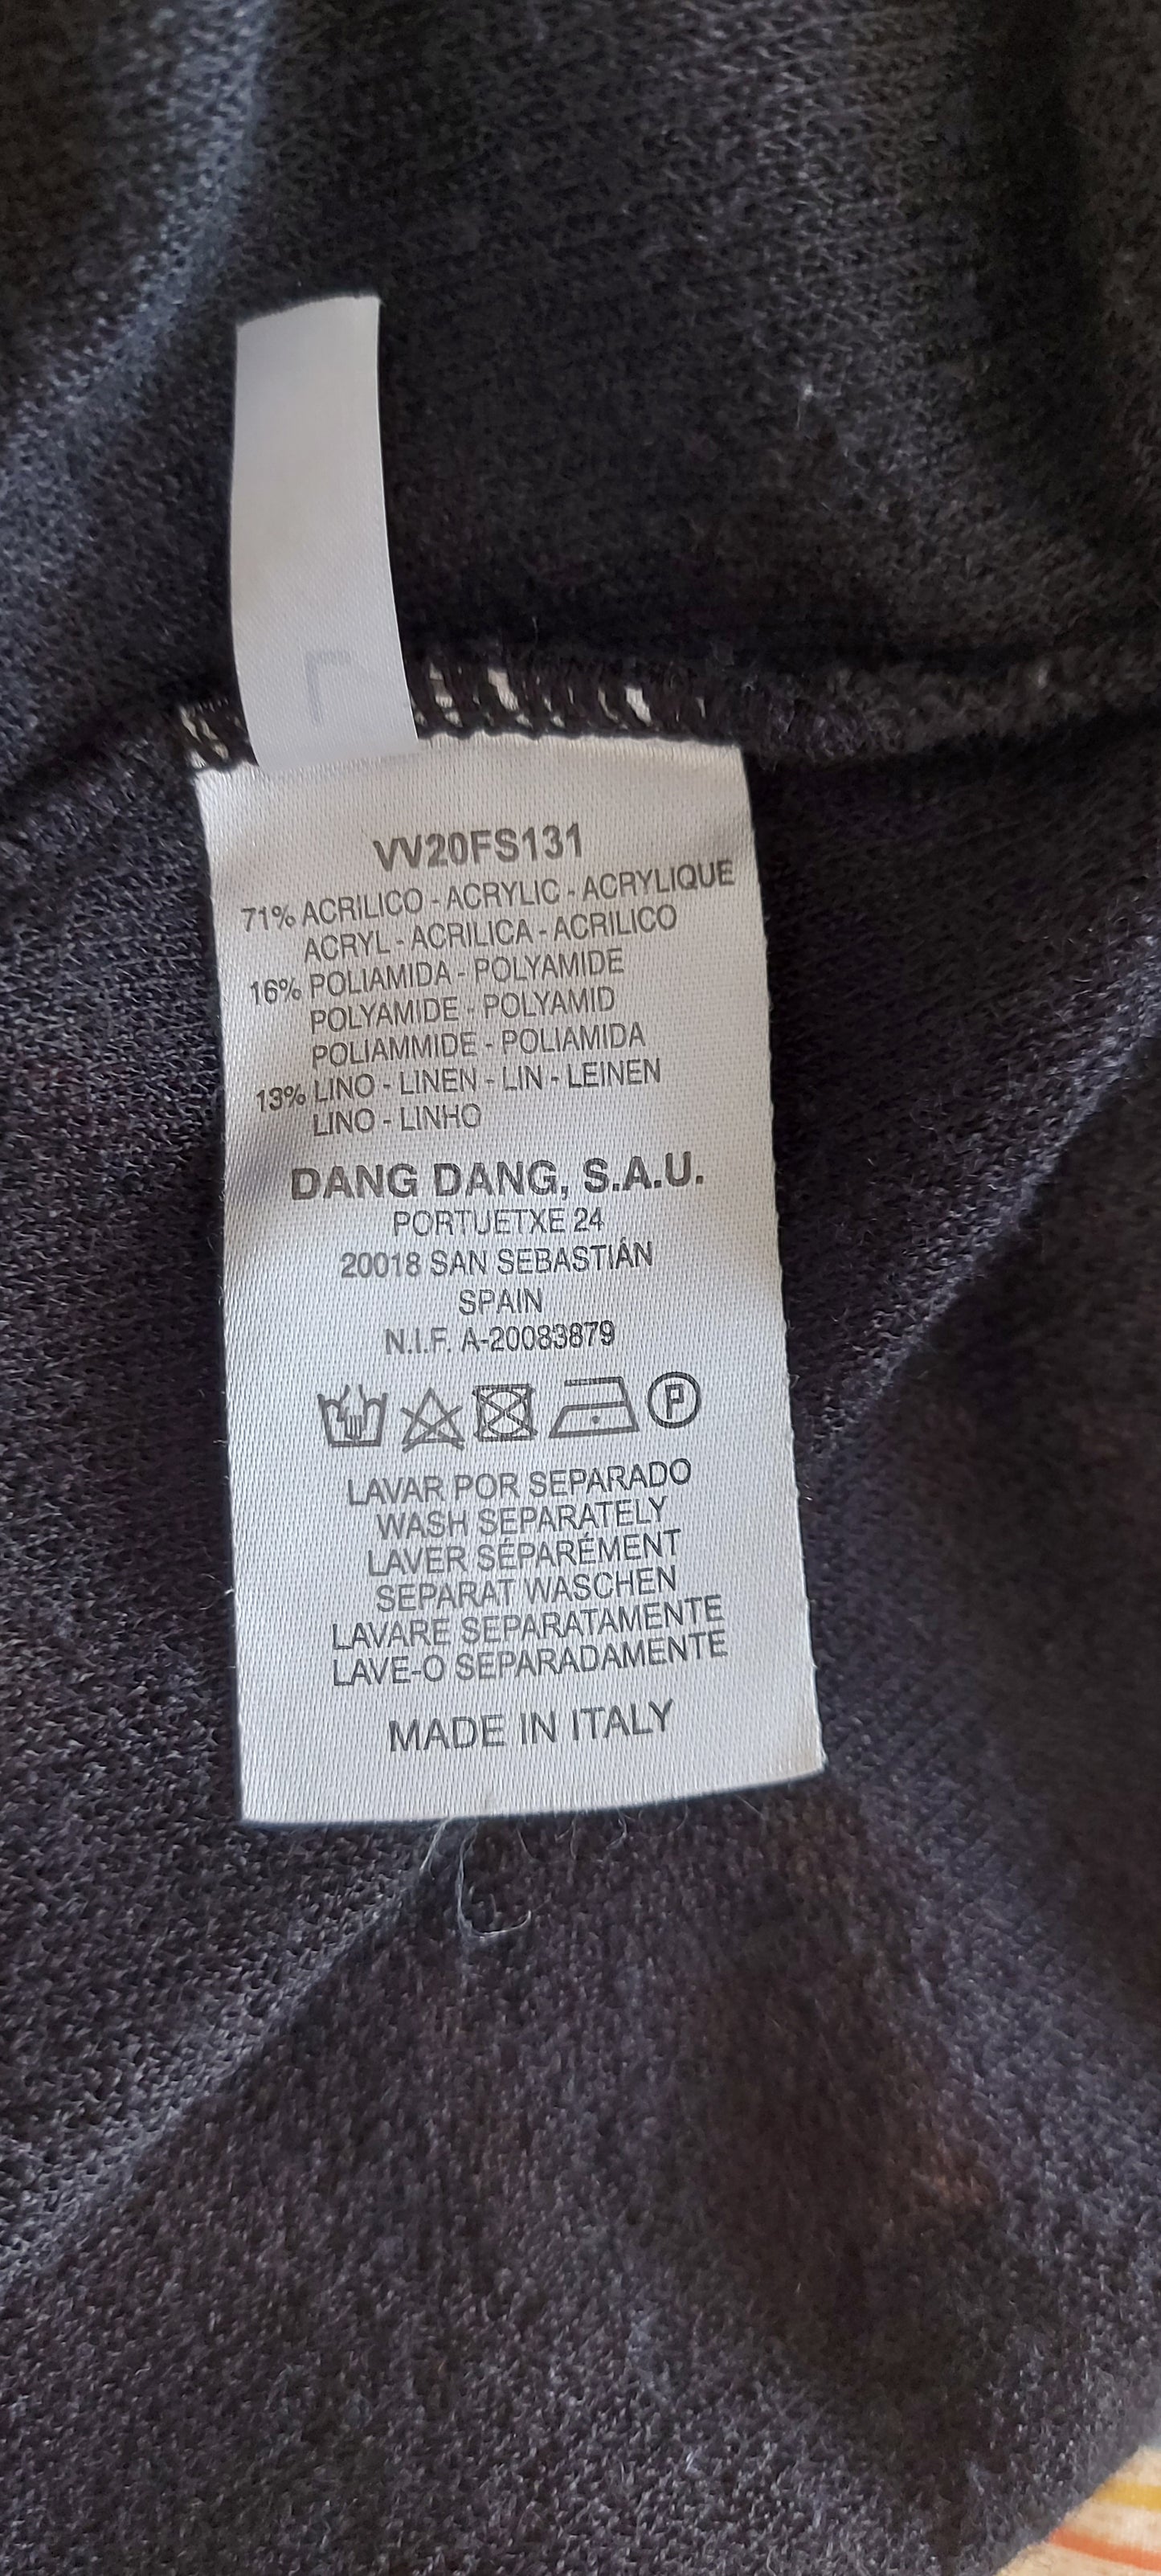 L
VV20FS131
71% ACRILICO - ACRYLIC - ACRYLIQUE
ACRYL - ACRILICA - ACRILICO
16% POLIAMIDA - POLYAMIDE
POLYAMIDE - POLYAMID
POLIAMMIDE - POLIAMIDA
13% LINO - LINEN - LIN - LEINEN
LINO - LINHO
DANG DANG, S.A.U.
PORTUETXE 24
20018 SAN SEBASTIÁN
SPAIN
N.I.F. A-20083879
P
LAVAR POR SEPARADO
WASH SEPARATELY
LAVER SÉPARÉMENT
SEPARAT WASCHEN
LAVARE SEPARATAMENTE
LAVE-O SEPARADAMENTE
MADE IN ITALY